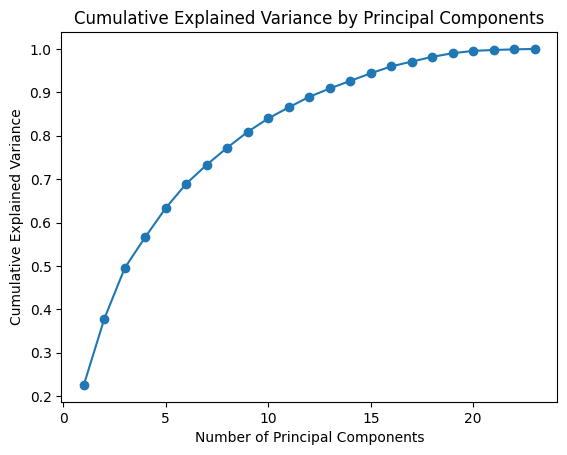 Cumulative Explained Variance by Principal Components
Cumulative Explained Variance
1.0
0.9
0.8
0.7
0.6
0.5
0.4
0.3
0.2
0 5 10 15 20
Number of Principal Components